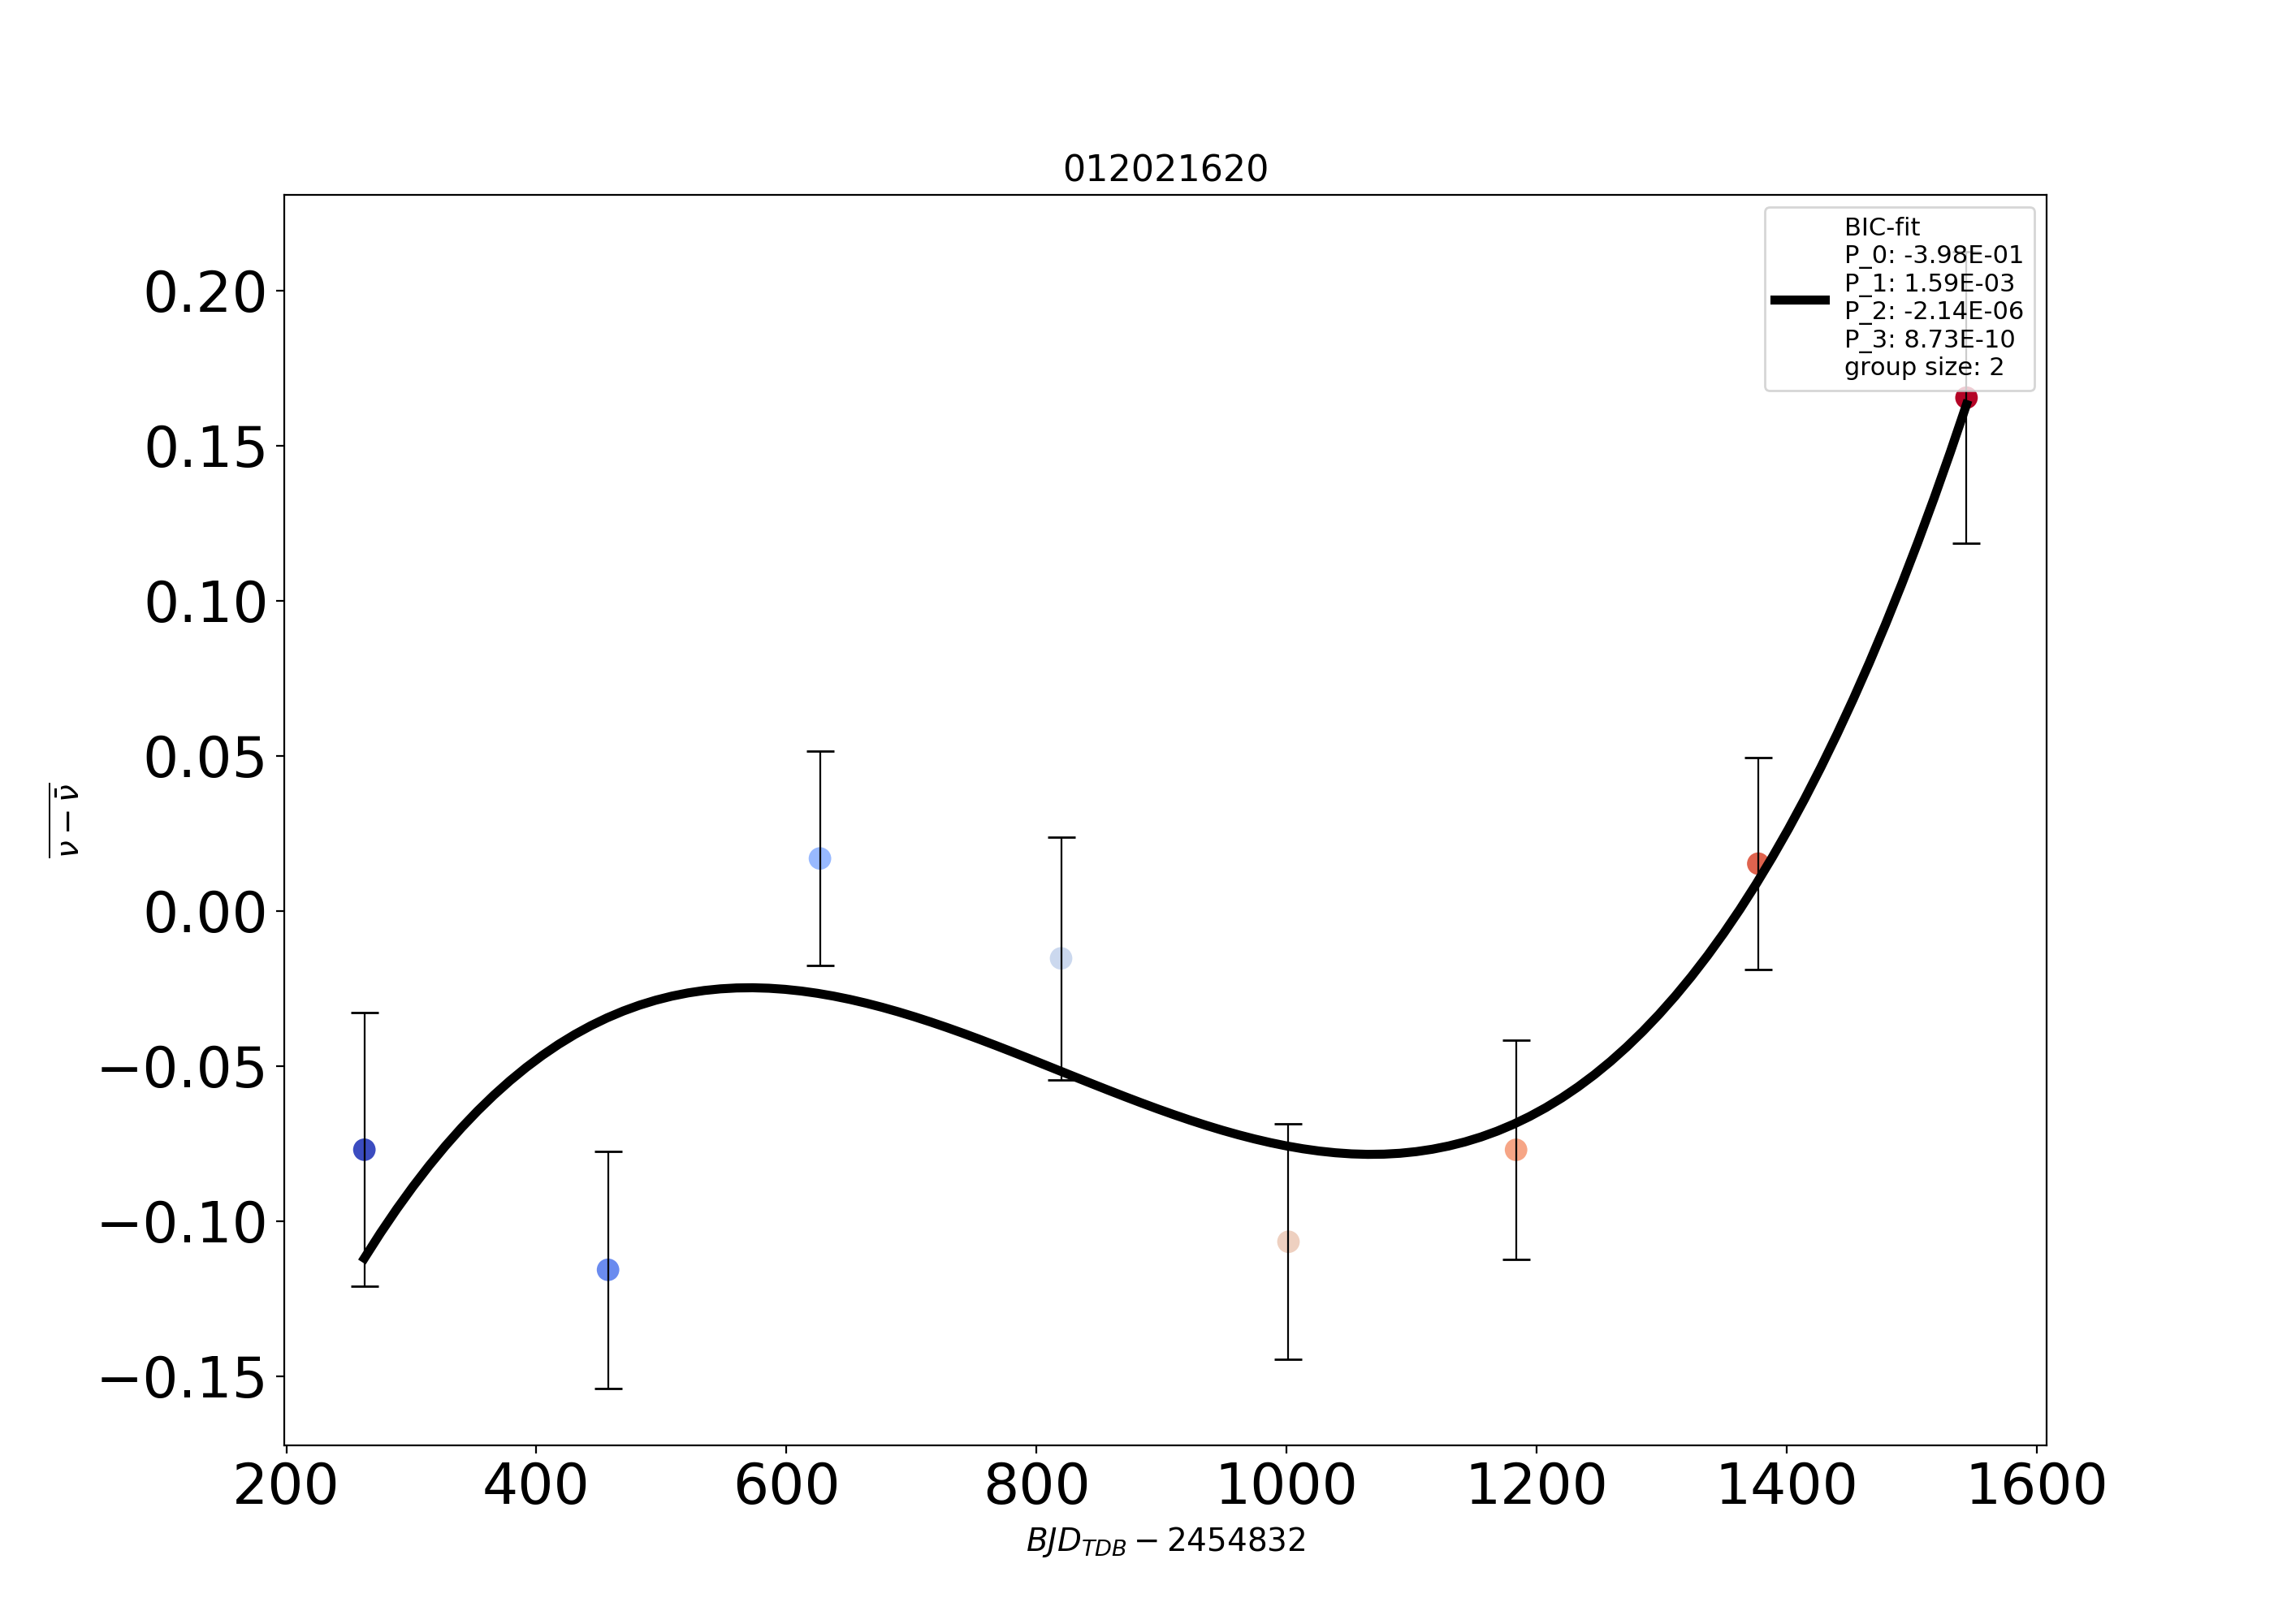 012021620
BIC-fit
P_0: -3.98E-01
P_1: 1.59E-03
P_2: -2.14E-06
P_3: 8.73E-10
group size: 2
0.20
0.15
0.10
0.05
0.00
−0.05
−0.10
−0.15
ν − ν̄
200 400 600 800 1000 1200 1400 1600
BJD_TDB − 2454832